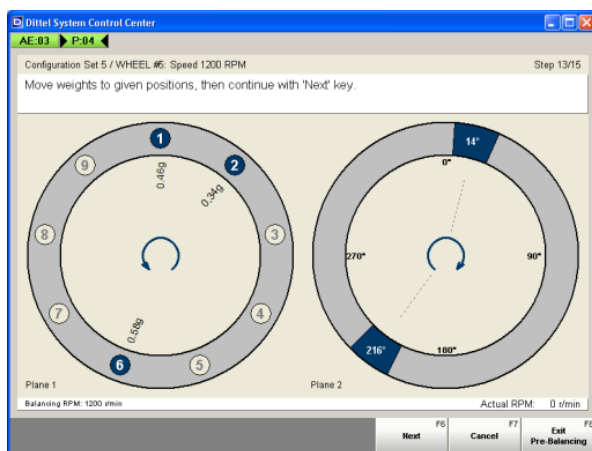 Dittel System Control Center
AE:03 P:04
Configuration Set 5 / WHEEL #5: Speed 1200 RPM Step 13/15
Move weights to given positions, then continue with 'Next' key.
1
2
3
4
5
6
7
8
9
0.46g
0.34g
0.58g
Plane 1
14°
0°
90°
180°
216°
270°
Plane 2
Balancing RPM: 1200 r/min Actual RPM: 0 r/min
F6
Next
F7
Cancel
F8
Exit
Pre-Balancing